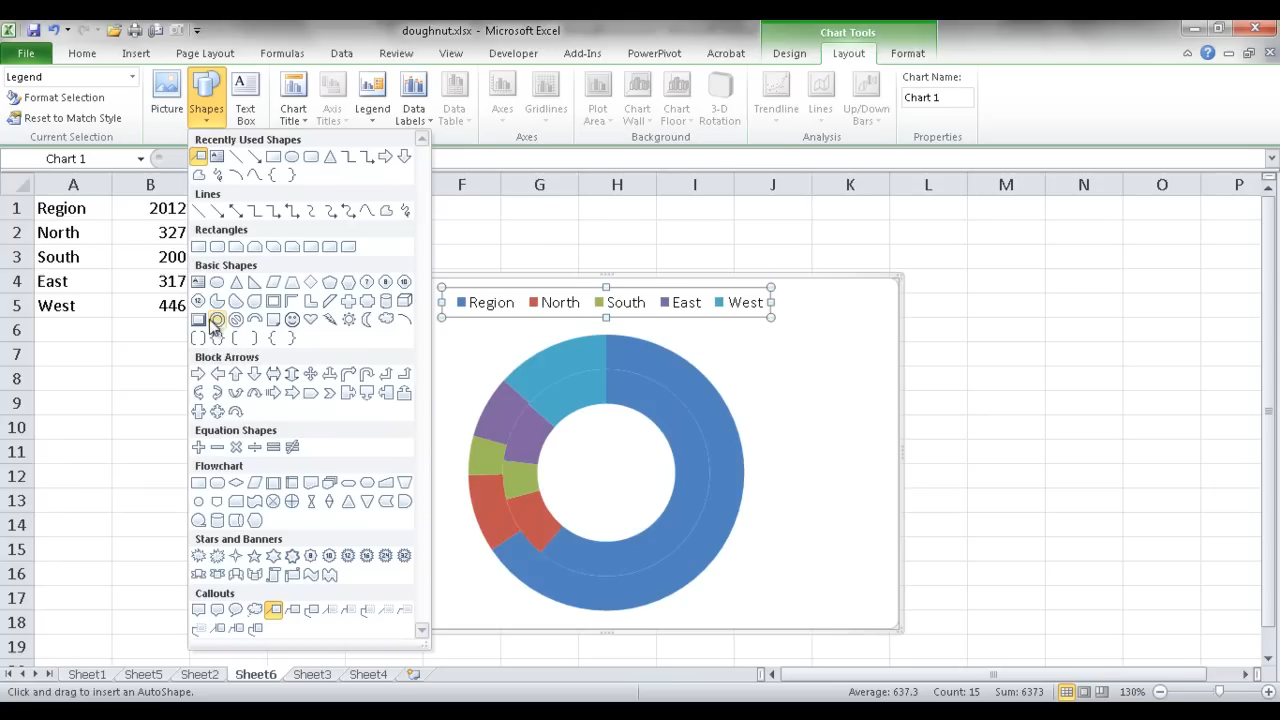 doughnut.xlsx - Microsoft Excel
Chart Tools
File Home Insert Page Layout Formulas Data Review View Developer Add-Ins PowerPivot Acrobat Design Layout Format
Legend
Format Selection
Reset to Match Style
Current Selection
Picture
Shapes
Text
Box
Chart
Title
Axis
Titles
Legend
Data
Labels
Data
Table
Axes
Gridlines
Axes
Plot
Area
Chart
Wall
Chart
Floor
3-D
Rotation
Background
Trendline
Lines
Up/Down
Bars
Analysis
Chart Name:
Chart 1
Properties
Chart 1
Recently Used Shapes
Lines
Rectangles
Basic Shapes
Block Arrows
Equation Shapes
Flowchart
Stars and Banners
Callouts
A B F G H I J K L M N O P
1 Region 2012
2 North 327
3 South 200
4 East 317
5 West 446
6
7
8
9
10
11
12
13
14
15
16
17
18
19
Region North South East West
Sheet1 Sheet5 Sheet2 Sheet6 Sheet3 Sheet4
Click and drag to insert an AutoShape.
Average: 637.3 Count: 15 Sum: 6373 130%